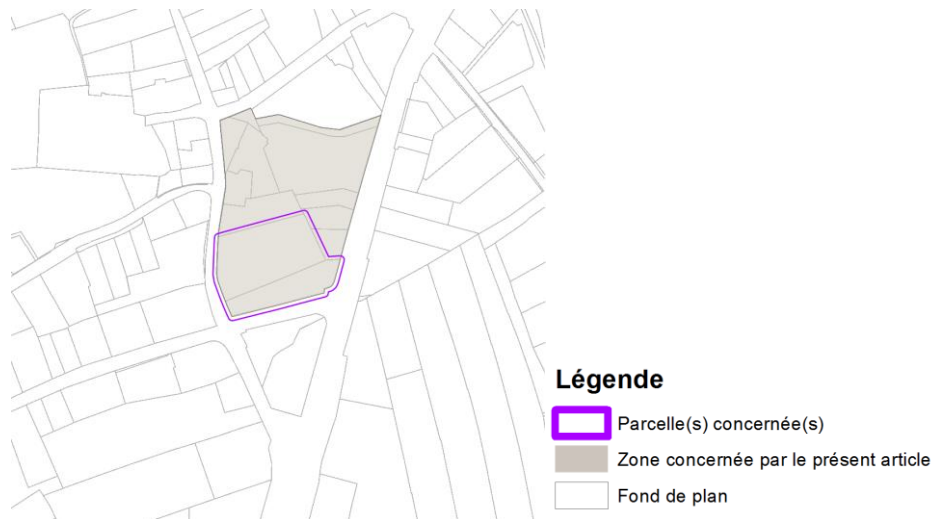 Légende
Parcelle(s) concernée(s)
Zone concernée par le présent article
Fond de plan